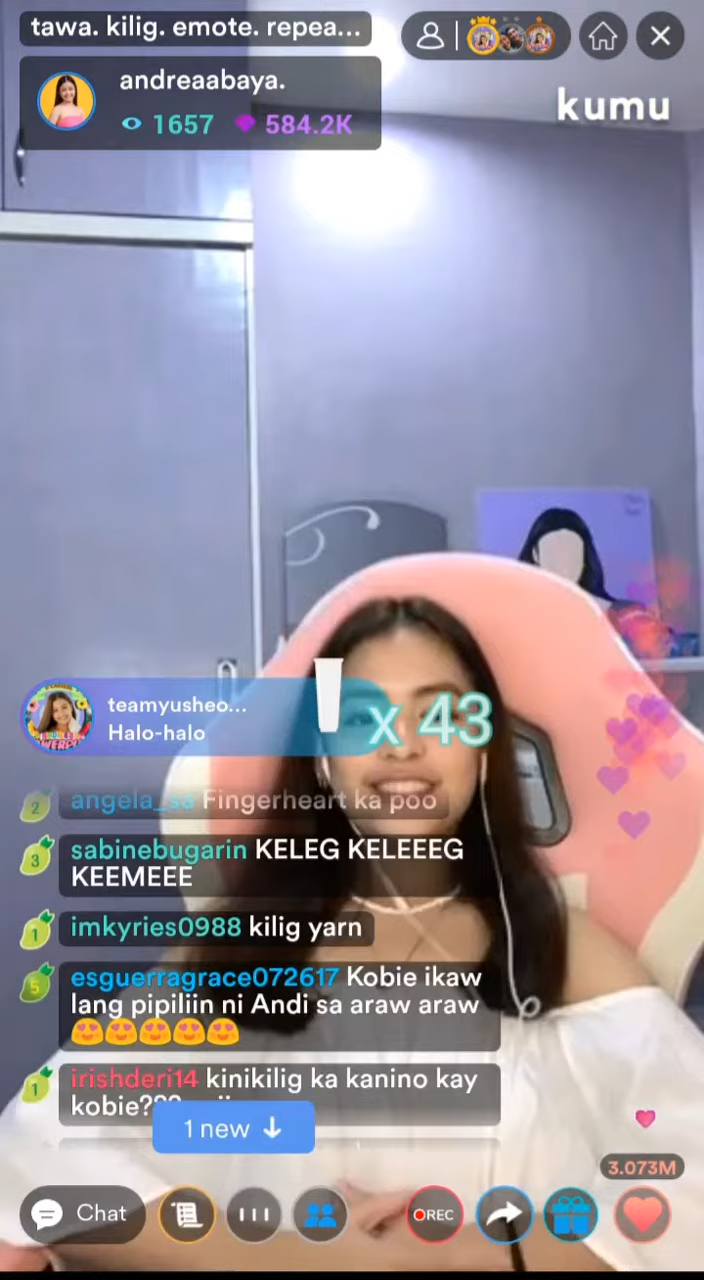 tawa. kilig. emote. repea...
andreaabaya.
1657 584.2K
kumu
teamyusheo...
Halo-halo
x 43
2 angela_sa Fingerheart ka poo
3 sabinebugarin KELEG KELEEEG
KEEMEEE
1 imkyries0988 kilig yarn
5 esguerragrace072617 Kobie ikaw
lang pipiliin ni Andi sa araw araw
😍😍😍😍😍
1 irishderi14 kinikilig ka kanino kay
kobie???
1 new ↓
3.073M
Chat
REC